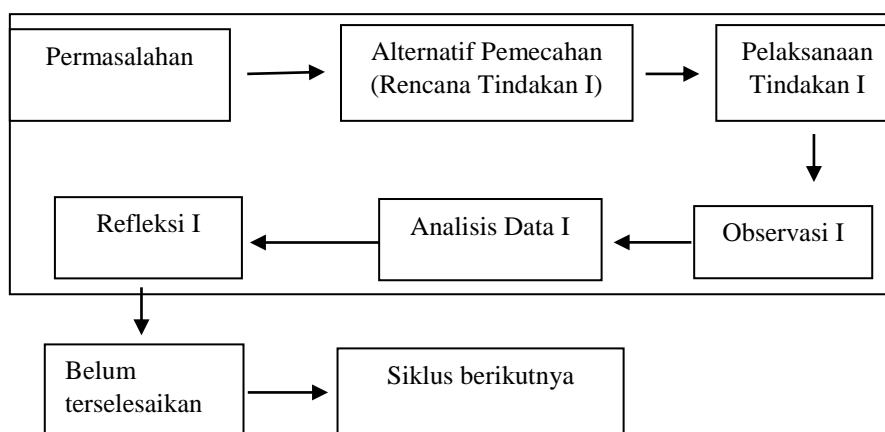 Permasalahan
Alternatif Pemecahan
(Rencana Tindakan I)
Pelaksanaan
Tindakan I
Refleksi I
Analisis Data I
Observasi I
Belum
terselesaikan
Siklus berikutnya